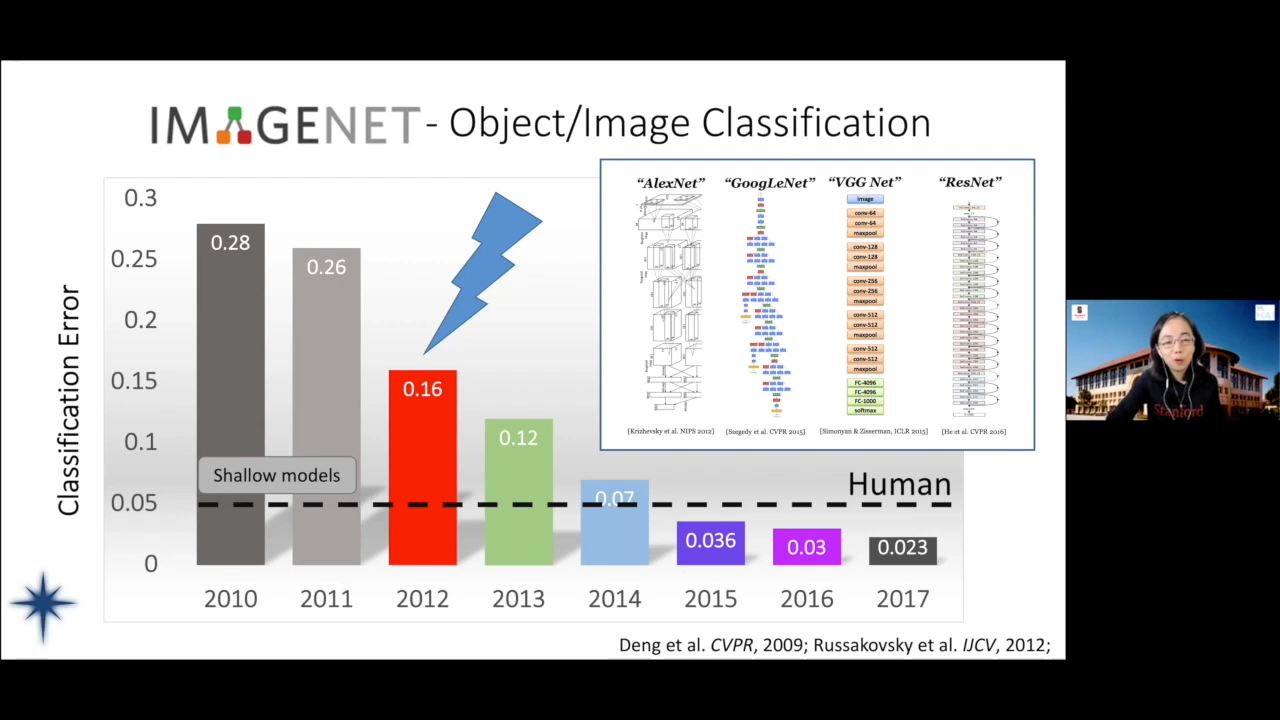 IMAGENET - Object/Image Classification
Classification Error
0.3
0.25
0.2
0.15
0.1
0.05
0
0.28
0.26
0.16
0.12
0.07
0.036
0.03
0.023
Shallow models
Human
2010 2011 2012 2013 2014 2015 2016 2017
“AlexNet” “GoogLeNet” “VGG Net” “ResNet”
image
conv-64
conv-64
maxpool
conv-128
conv-128
maxpool
conv-256
conv-256
maxpool
conv-512
conv-512
maxpool
conv-512
conv-512
maxpool
FC-4096
FC-4096
FC-1000
softmax
[Krizhevsky et al. NIPS 2012] [Szegedy et al. CVPR 2015] [Simonyan & Zisserman, ICLR 2015] [He et al. CVPR 2016]
Deng et al. CVPR, 2009; Russakovsky et al. IJCV, 2012;
Stanford